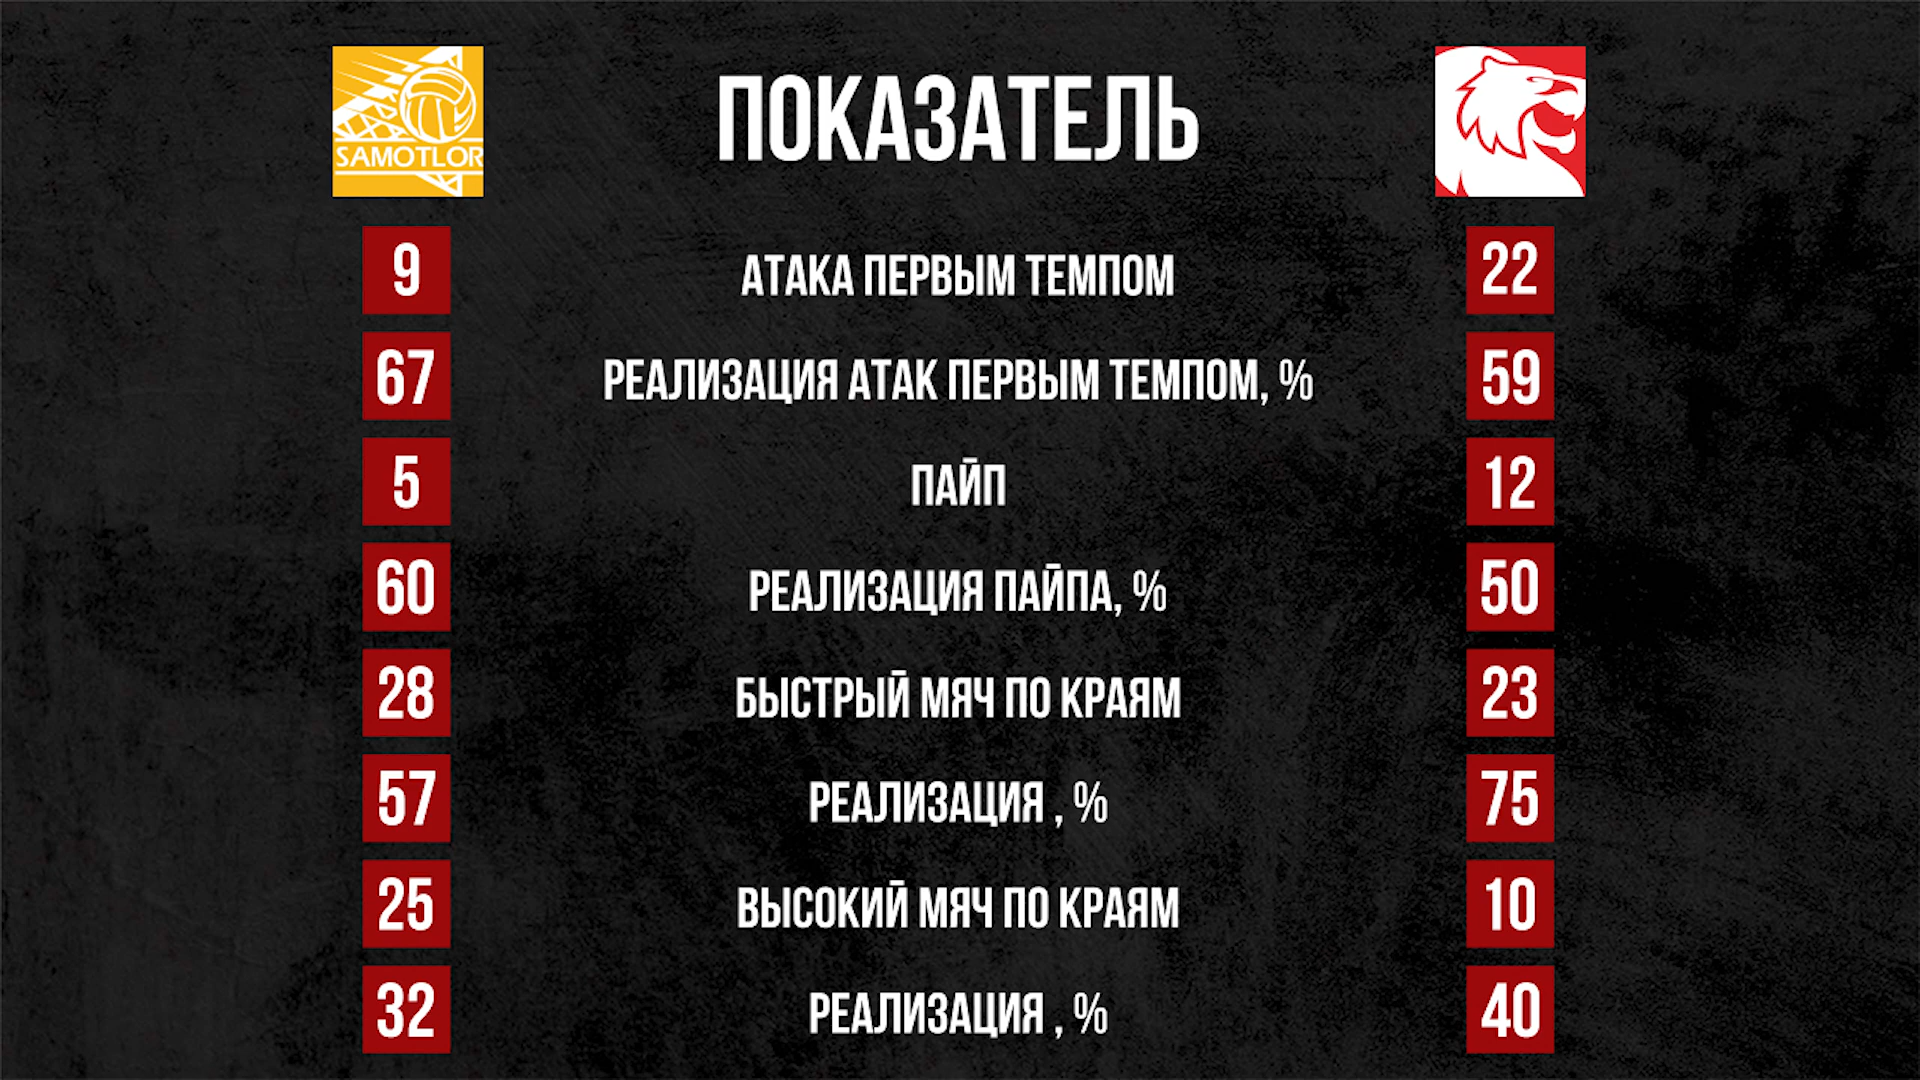 SAMOTLOR
ПОКАЗАТЕЛЬ
9 АТАКА ПЕРВЫМ ТЕМПОМ 22
67 РЕАЛИЗАЦИЯ АТАК ПЕРВЫМ ТЕМПОМ, % 59
5 ПАЙП 12
60 РЕАЛИЗАЦИЯ ПАЙПА, % 50
28 БЫСТРЫЙ МЯЧ ПО КРАЯМ 23
57 РЕАЛИЗАЦИЯ , % 75
25 ВЫСОКИЙ МЯЧ ПО КРАЯМ 10
32 РЕАЛИЗАЦИЯ , % 40